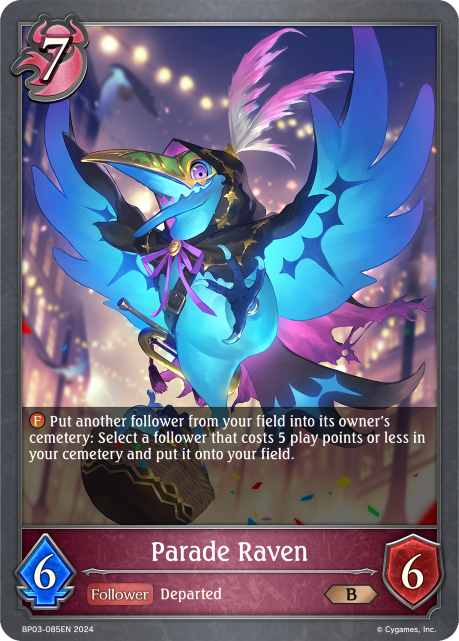 7
F Put another follower from your field into its owner's
cemetery: Select a follower that costs 5 play points or less in
your cemetery and put it onto your field.
Parade Raven
6
Follower Departed
B
6
BP03-085EN 2024
© Cygames, Inc.